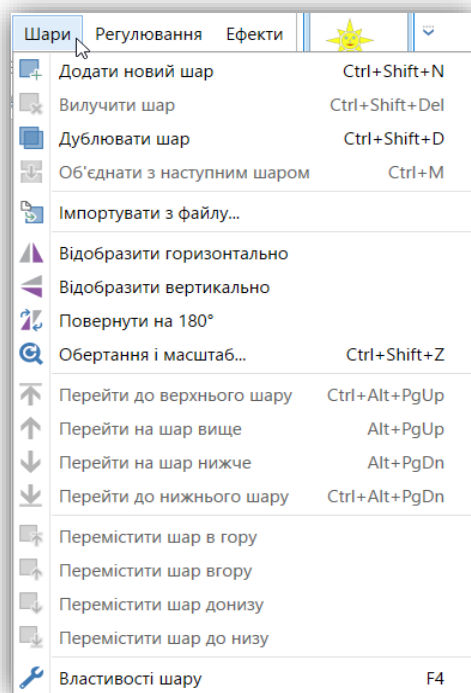 Шари Регулювання Ефекти
Додати новий шар Ctrl+Shift+N
Вилучити шар Ctrl+Shift+Del
Дублювати шар Ctrl+Shift+D
Об'єднати з наступним шаром Ctrl+M
Імпортувати з файлу...
Відобразити горизонтально
Відобразити вертикально
Повернути на 180°
Обертання і масштаб... Ctrl+Shift+Z
Перейти до верхнього шару Ctrl+Alt+PgUp
Перейти на шар вище Alt+PgUp
Перейти на шар нижче Alt+PgDn
Перейти до нижнього шару Ctrl+Alt+PgDn
Перемістити шар в гору
Перемістити шар вгору
Перемістити шар донизу
Перемістити шар до низу
Властивості шару F4